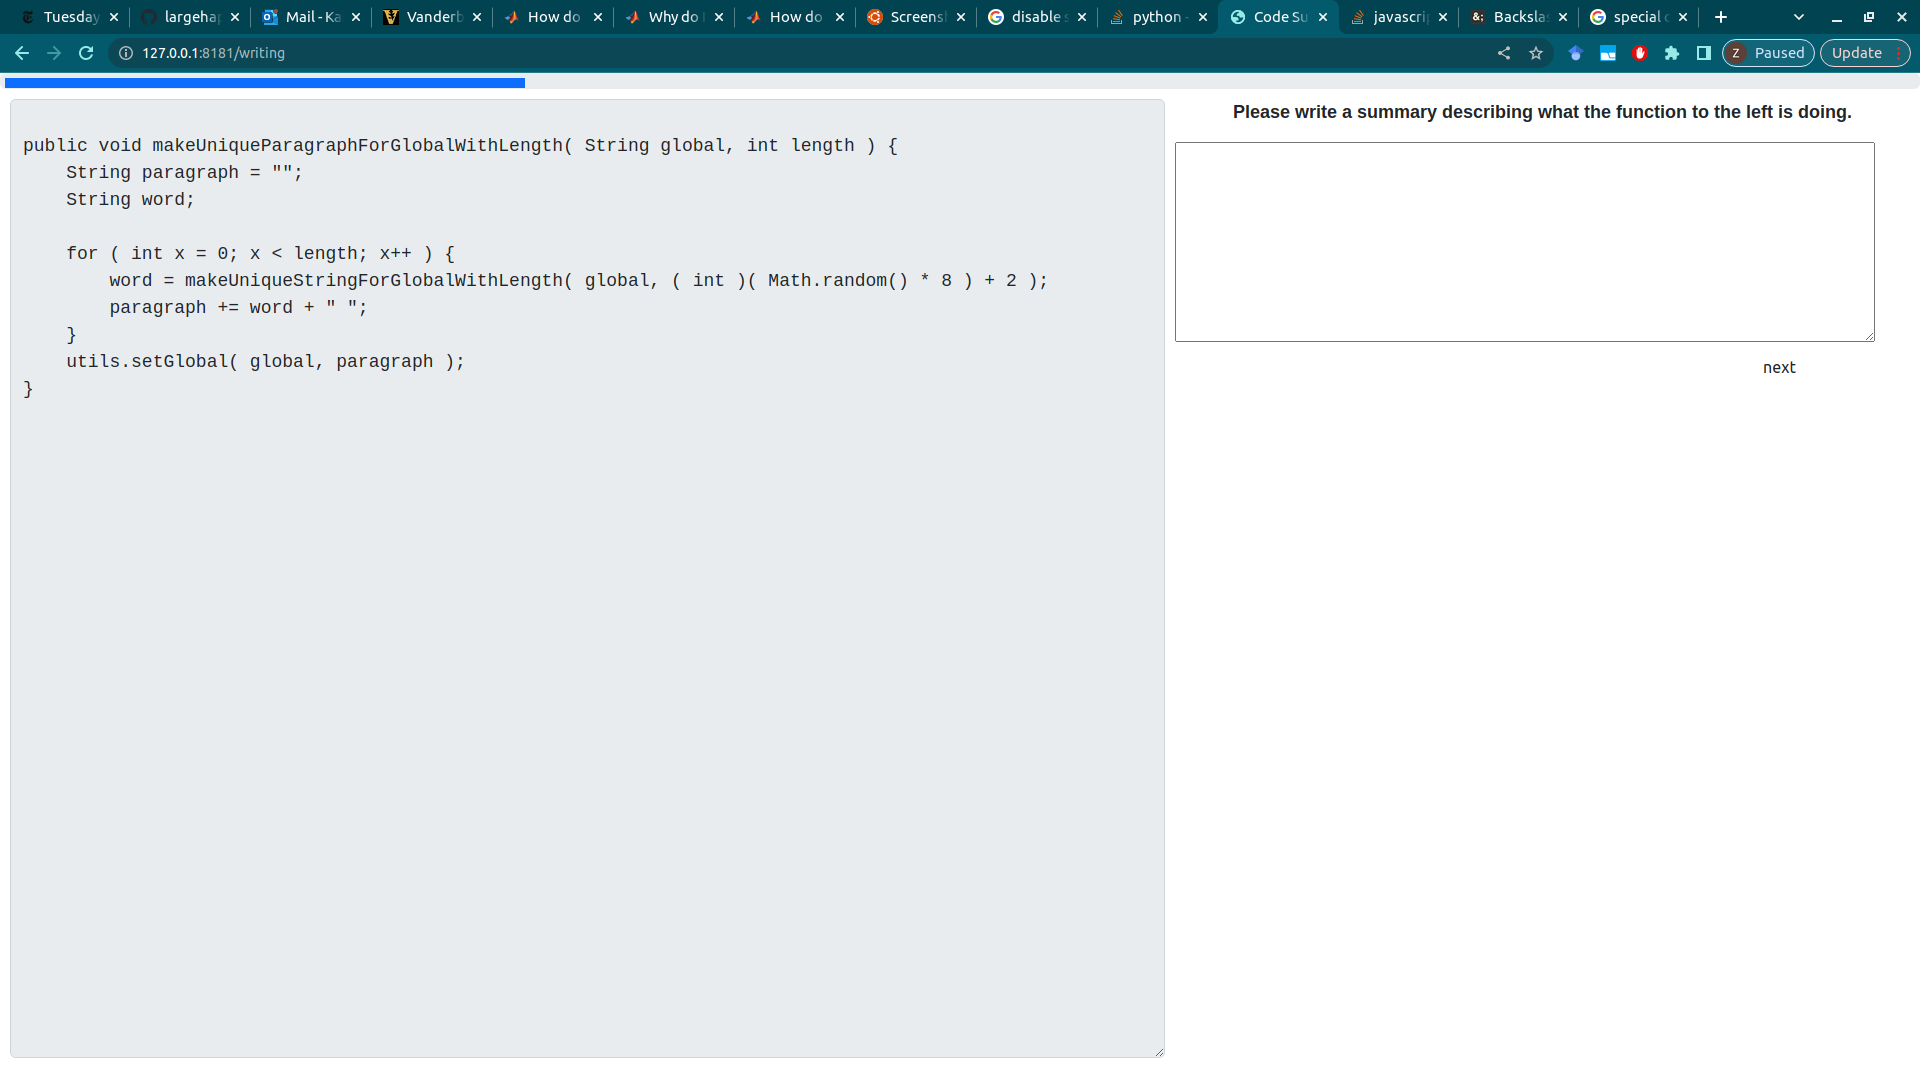 Tuesday
largehap
Mail - Ka
Vanderb
How do
Why do
How do
Screens
disable s
python -
Code Su
javascrip
Backslas
special c
127.0.0.1:8181/writing
Z Paused
Update
Please write a summary describing what the function to the left is doing.
public void makeUniqueParagraphForGlobalWithLength( String global, int length ) {
    String paragraph = "";
    String word;
    for ( int x = 0; x < length; x++ ) {
        word = makeUniqueStringForGlobalWithLength( global, ( int )( Math.random() * 8 ) + 2 );
        paragraph += word + " ";
    }
    utils.setGlobal( global, paragraph );
}
next